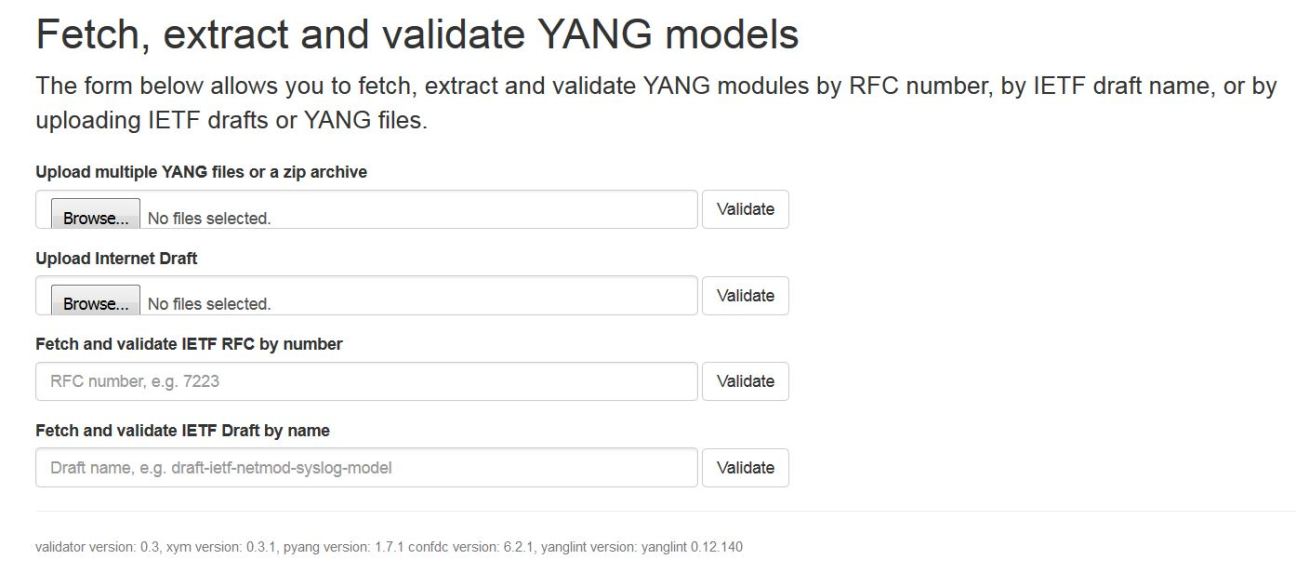 Fetch, extract and validate YANG models
The form below allows you to fetch, extract and validate YANG modules by RFC number, by IETF draft name, or by
uploading IETF drafts or YANG files.
Upload multiple YANG files or a zip archive
Browse... No files selected. Validate
Upload Internet Draft
Browse... No files selected. Validate
Fetch and validate IETF RFC by number
RFC number, e.g. 7223 Validate
Fetch and validate IETF Draft by name
Draft name, e.g. draft-ietf-netmod-syslog-model Validate
validator version: 0.3, xym version: 0.3.1, pyang version: 1.7.1 confdc version: 6.2.1, yanglint version: yanglint 0.12.140